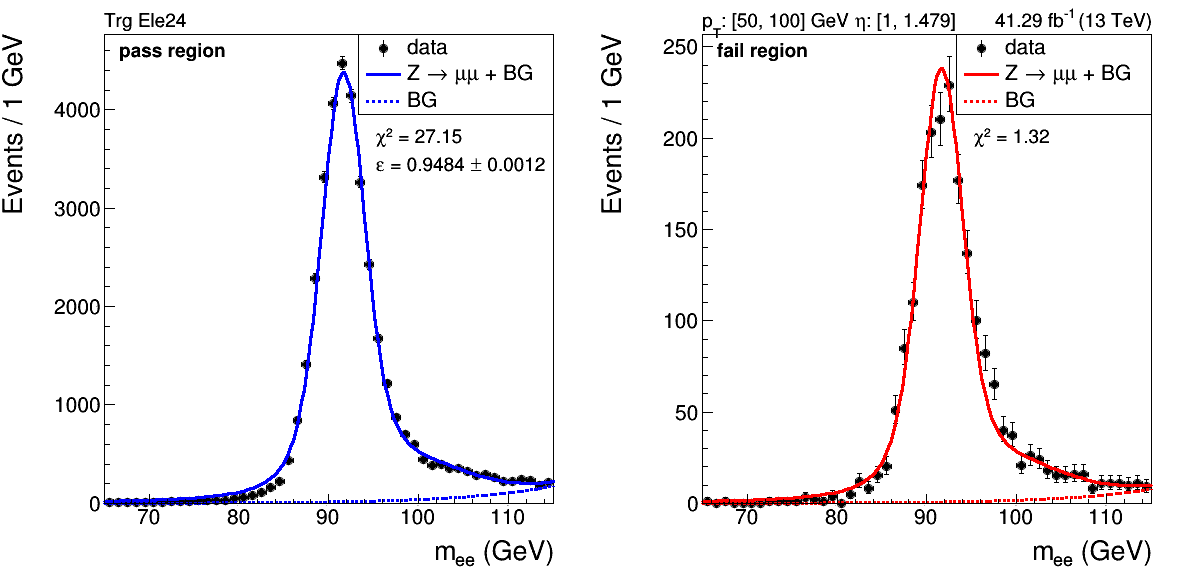 Trg Ele24
pass region
data
Z → μμ + BG
BG
χ² = 27.15
ε = 0.9484 ± 0.0012
Events / 1 GeV
4000
3000
2000
1000
0
70 80 90 100 110
m_ee (GeV)
p_T: [50, 100] GeV η: [1, 1.479] 41.29 fb⁻¹ (13 TeV)
fail region
data
Z → μμ + BG
BG
χ² = 1.32
Events / 1 GeV
250
200
150
100
50
0
70 80 90 100 110
m_ee (GeV)